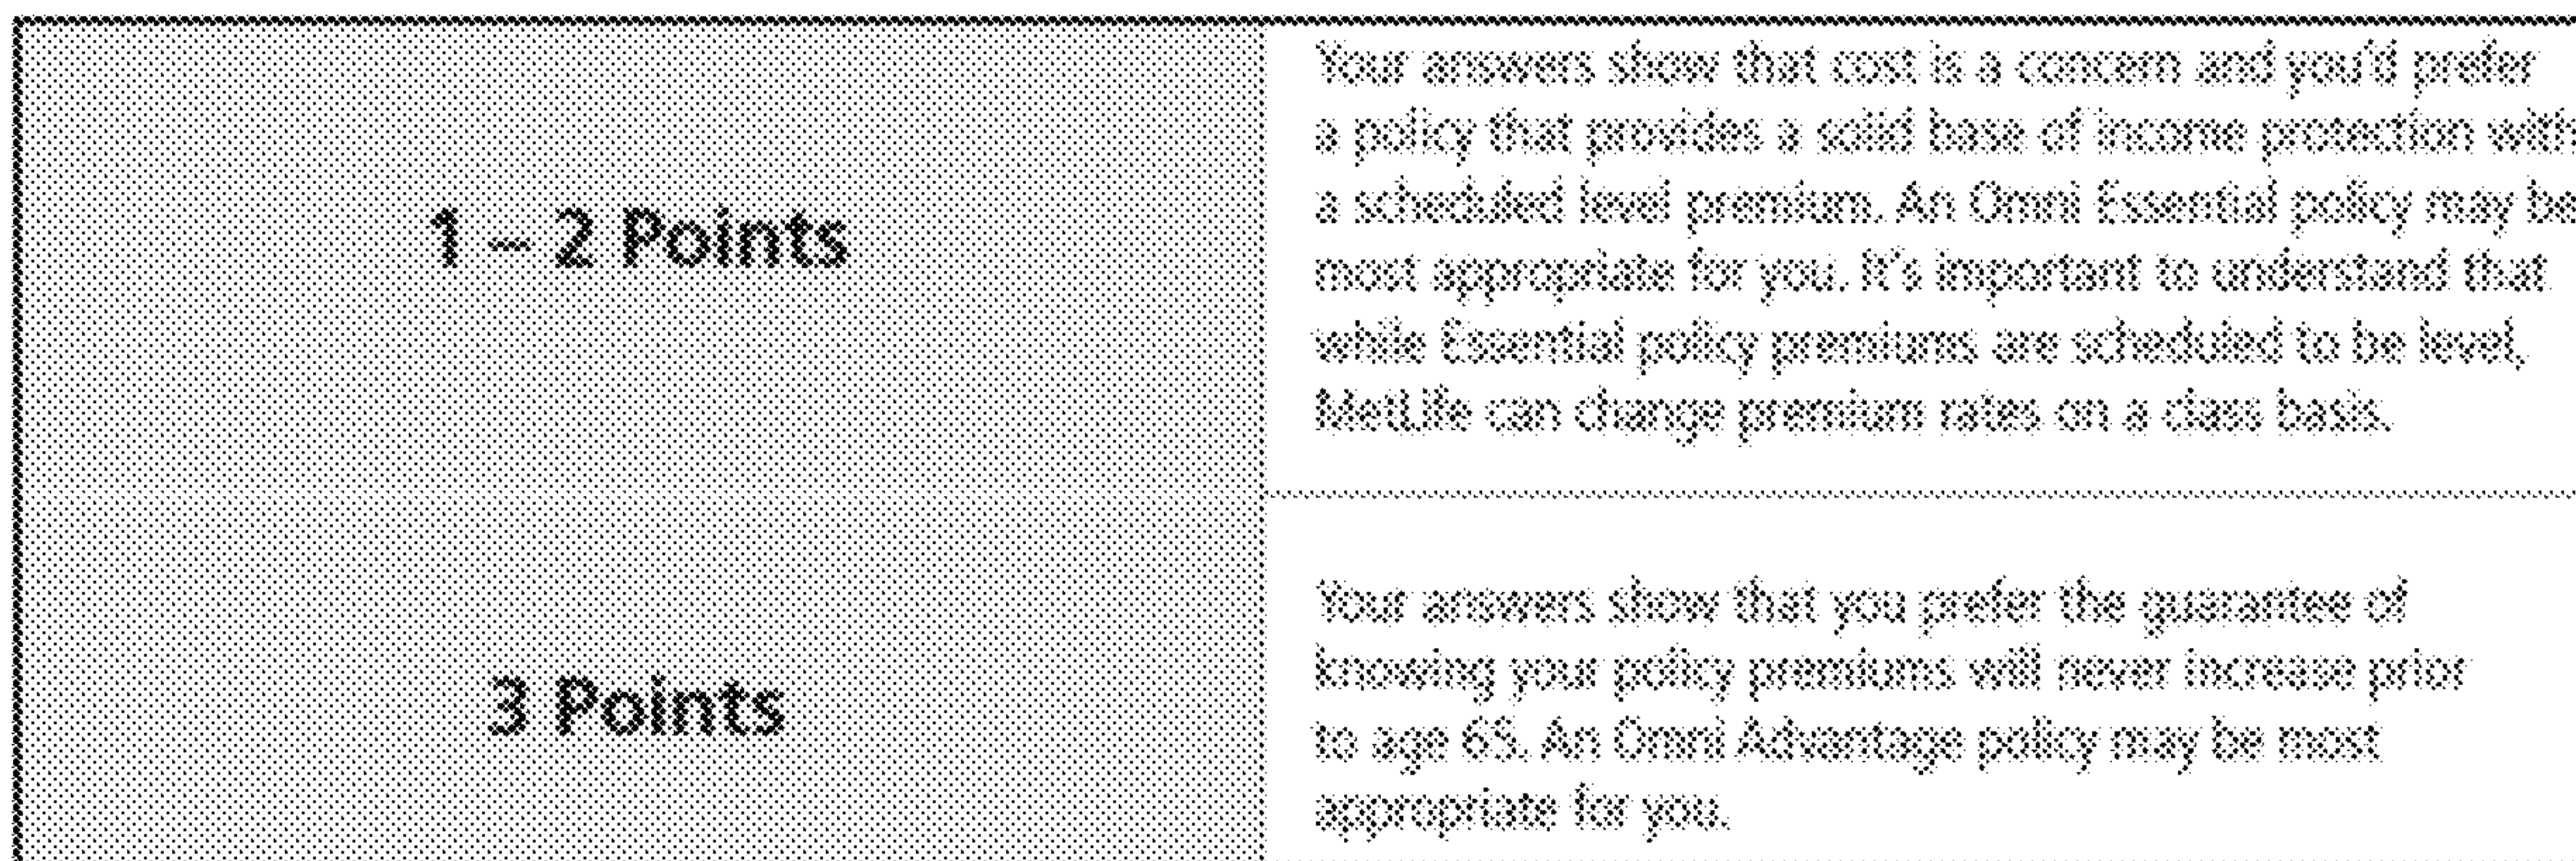 1 – 2 Points
Your answers show that cost is a concern and you'd prefer
a policy that provides a solid base of income protection with
a scheduled level premium. An Omni Essential policy may be
most appropriate for you. It's important to understand that
while Essential policy premiums are scheduled to be level,
MetLife can change premium rates on a class basis.
3 Points
Your answers show that you prefer the guarantee of
knowing your policy premiums will never increase prior
to age 65. An Omni Advantage policy may be most
appropriate for you.